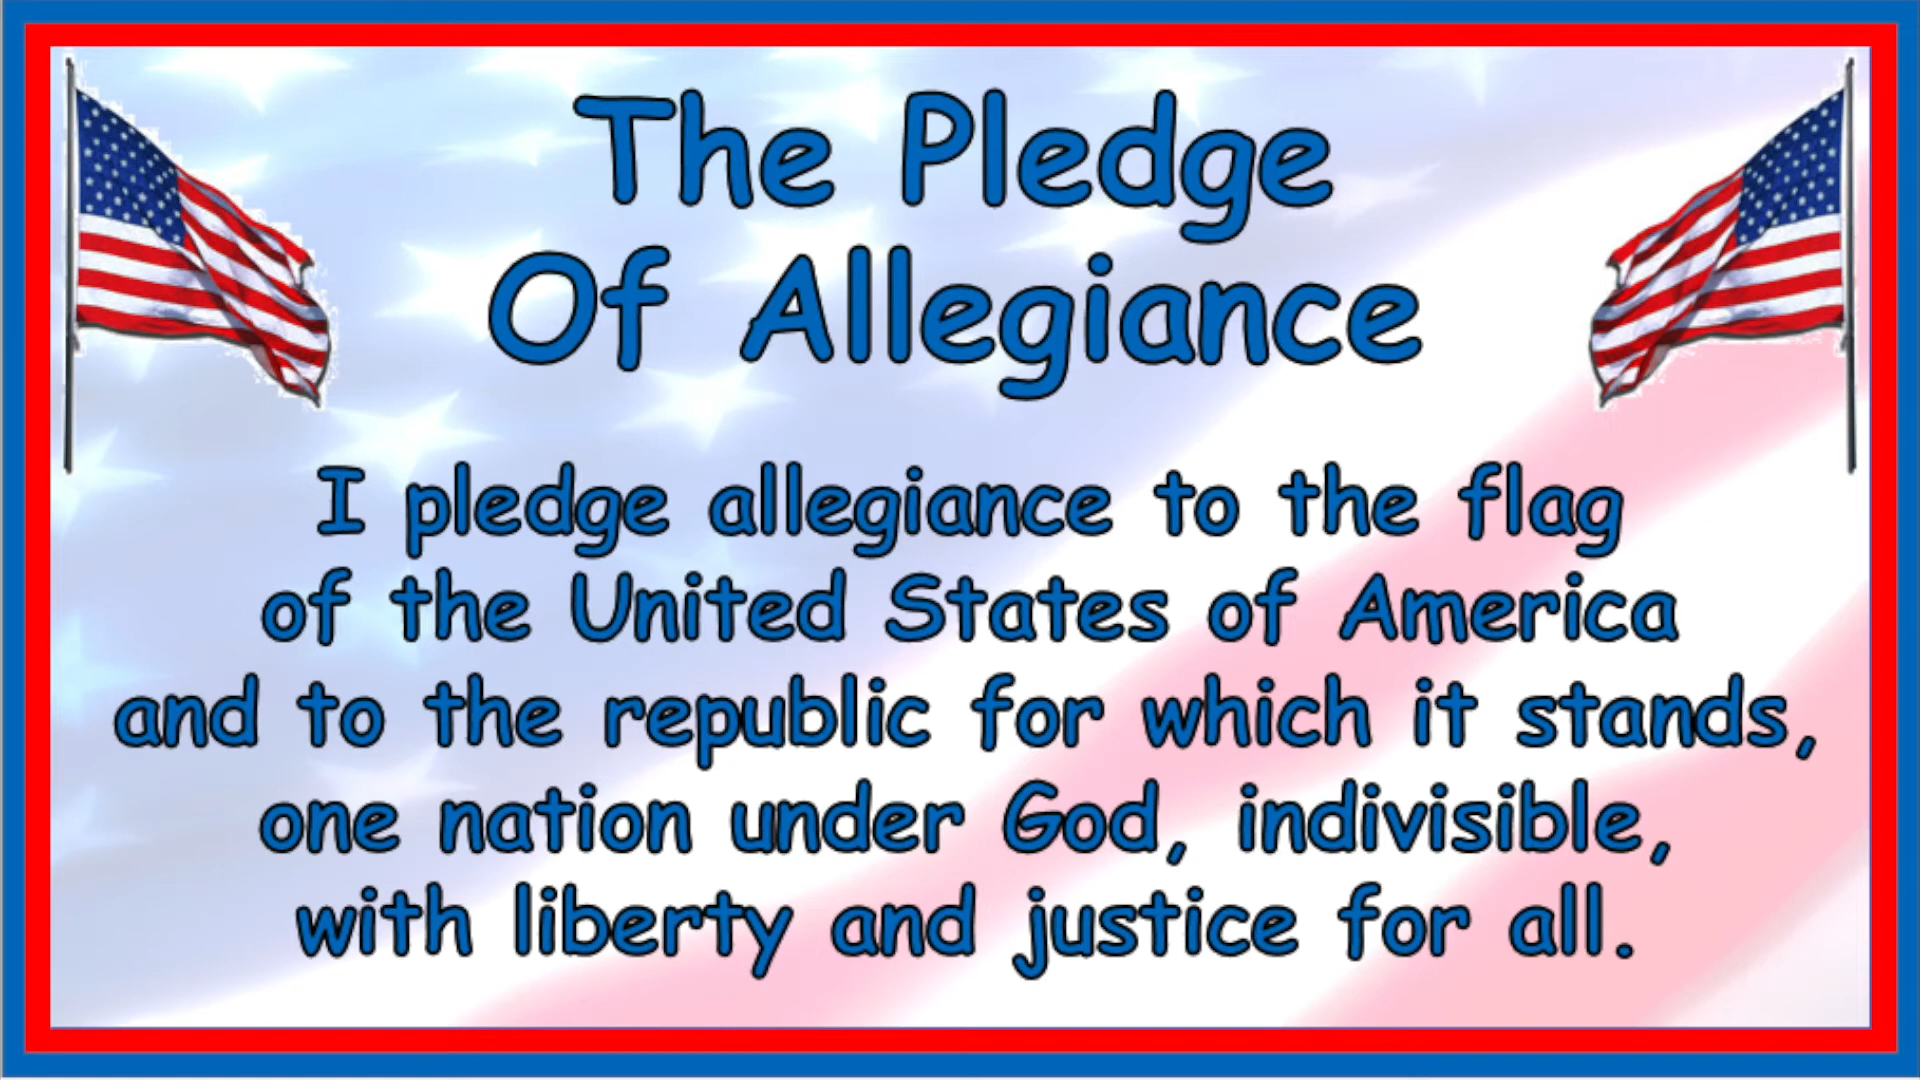 The Pledge
Of Allegiance
I pledge allegiance to the flag
of the United States of America
and to the republic for which it stands,
one nation under God, indivisible,
with liberty and justice for all.